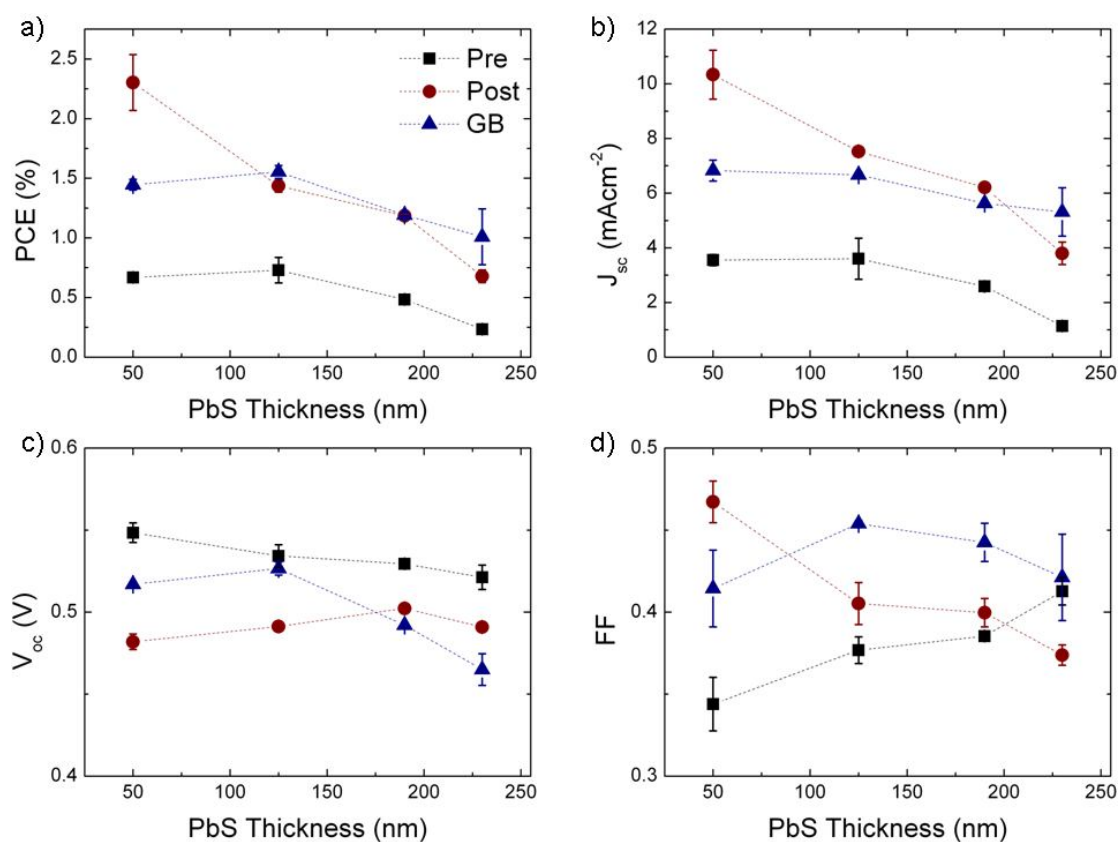 a)
2.5
2.0
1.5
1.0
0.5
0.0
PCE (%)
Pre
Post
GB
50 100 150 200 250
PbS Thickness (nm)
b)
12
10
8
6
4
2
0
Jsc (mAcm-2)
50 100 150 200 250
PbS Thickness (nm)
c)
0.6
0.5
0.4
Voc (V)
50 100 150 200 250
PbS Thickness (nm)
d)
0.5
0.4
0.3
FF
50 100 150 200 250
PbS Thickness (nm)